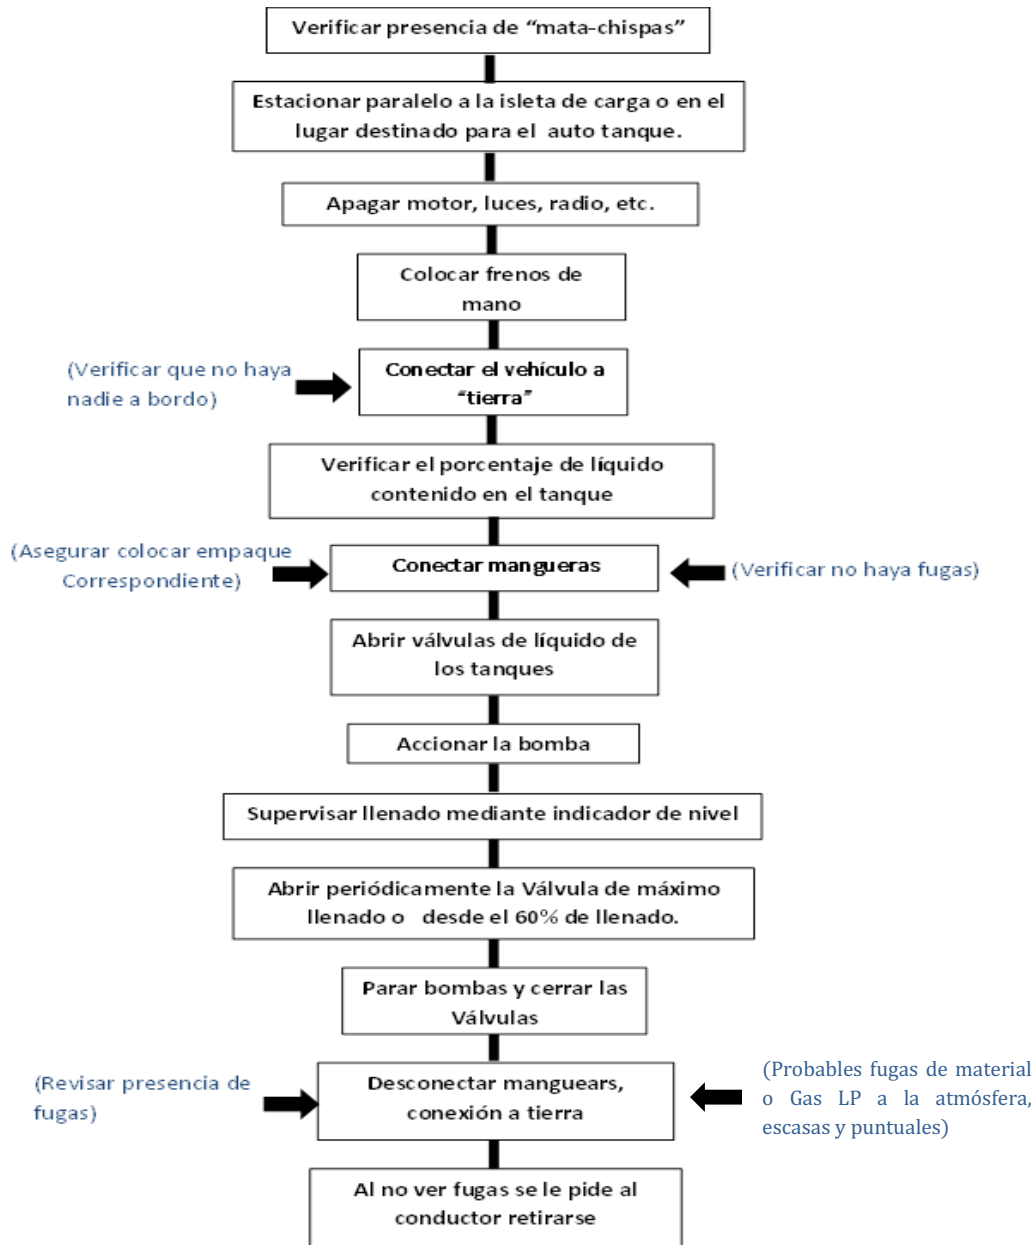 Verificar presencia de “mata-chispas”
Estacionar paralelo a la isleta de carga o en el
lugar destinado para el auto tanque.
Apagar motor, luces, radio, etc.
Colocar frenos de
mano
(Verificar que no haya
nadie a bordo)
Conectar el vehículo a
“tierra”
Verificar el porcentaje de líquido
contenido en el tanque
(Asegurar colocar empaque
Correspondiente)
Conectar mangueras
(Verificar no haya fugas)
Abrir válvulas de líquido de
los tanques
Accionar la bomba
Supervisar llenado mediante indicador de nivel
Abrir periódicamente la Válvula de máximo
llenado o desde el 60% de llenado.
Parar bombas y cerrar las
Válvulas
(Revisar presencia de
fugas)
Desconectar manguears,
conexión a tierra
(Probables fugas de material
o Gas LP a la atmósfera,
escasas y puntuales)
Al no ver fugas se le pide al
conductor retirarse